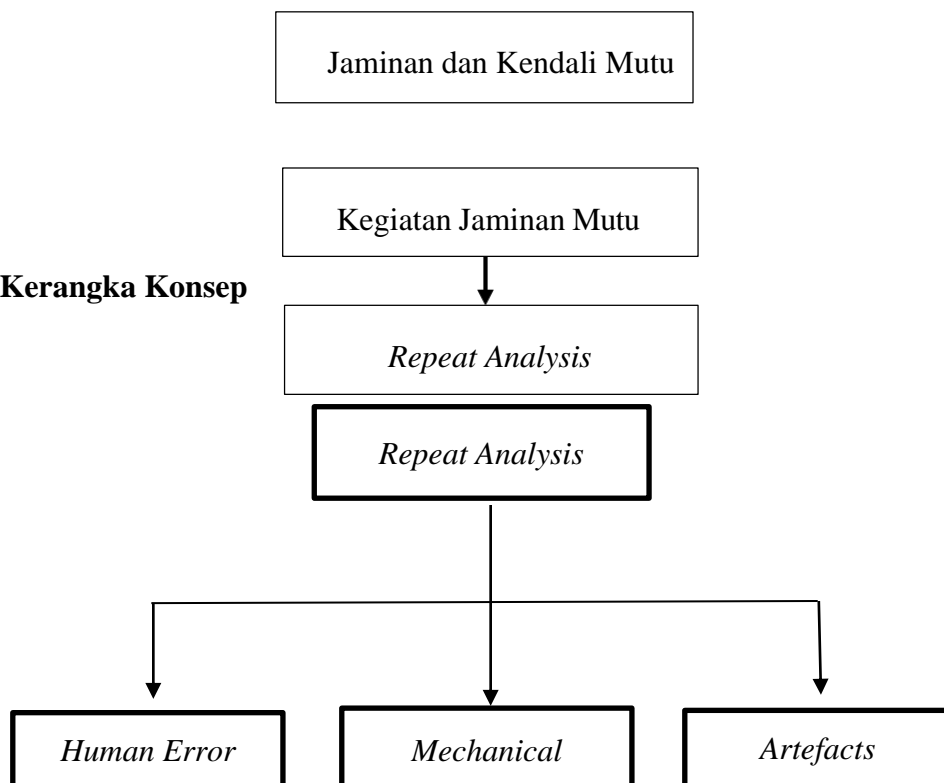 Jaminan dan Kendali Mutu
Kegiatan Jaminan Mutu
Kerangka Konsep
Repeat Analysis
Repeat Analysis
Human Error
Mechanical
Artefacts